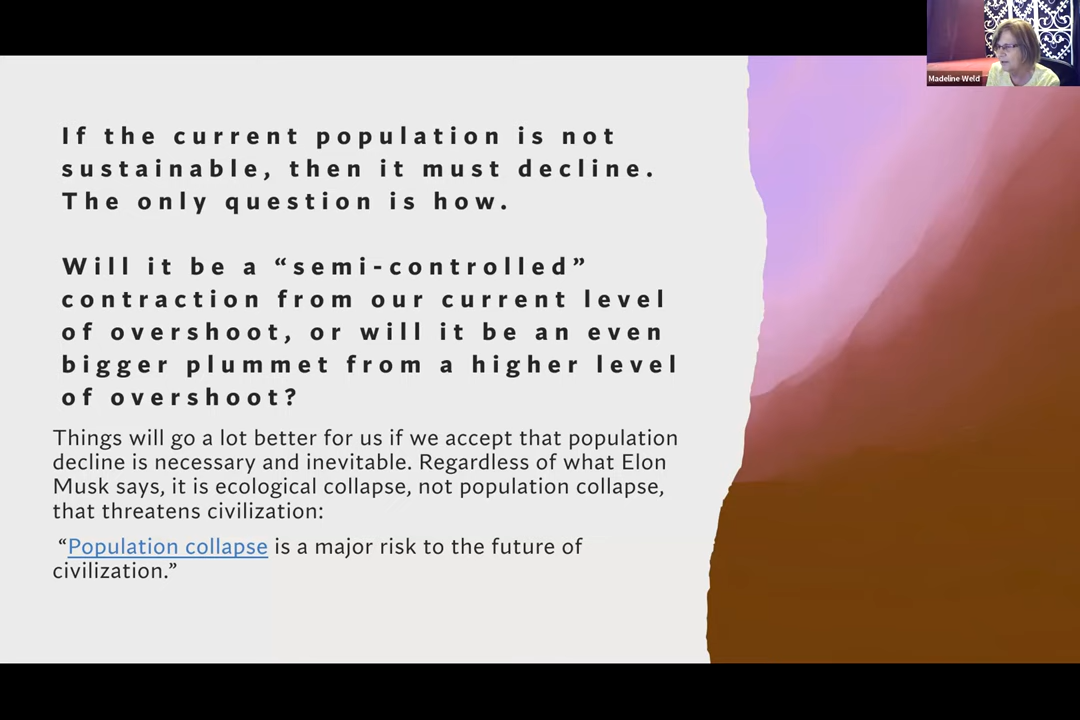 Madeline Weld
If the current population is not
sustainable, then it must decline.
The only question is how.
Will it be a “semi-controlled”
contraction from our current level
of overshoot, or will it be an even
bigger plummet from a higher level
of overshoot?
Things will go a lot better for us if we accept that population
decline is necessary and inevitable. Regardless of what Elon
Musk says, it is ecological collapse, not population collapse,
that threatens civilization:
“Population collapse is a major risk to the future of
civilization.”